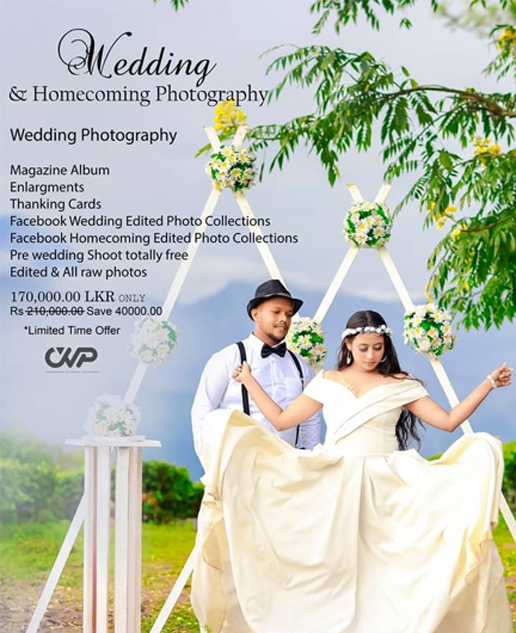 Wedding
& Homecoming Photography
Wedding Photography
Magazine Album
Enlargments
Thanking Cards
Facebook Wedding Edited Photo Collections
Facebook Homecoming Edited Photo Collections
Pre wedding Shoot totally free
Edited & All raw photos
170,000.00 LKR ONLY
Rs 210,000.00 Save 40000.00
*Limited Time Offer
CWP